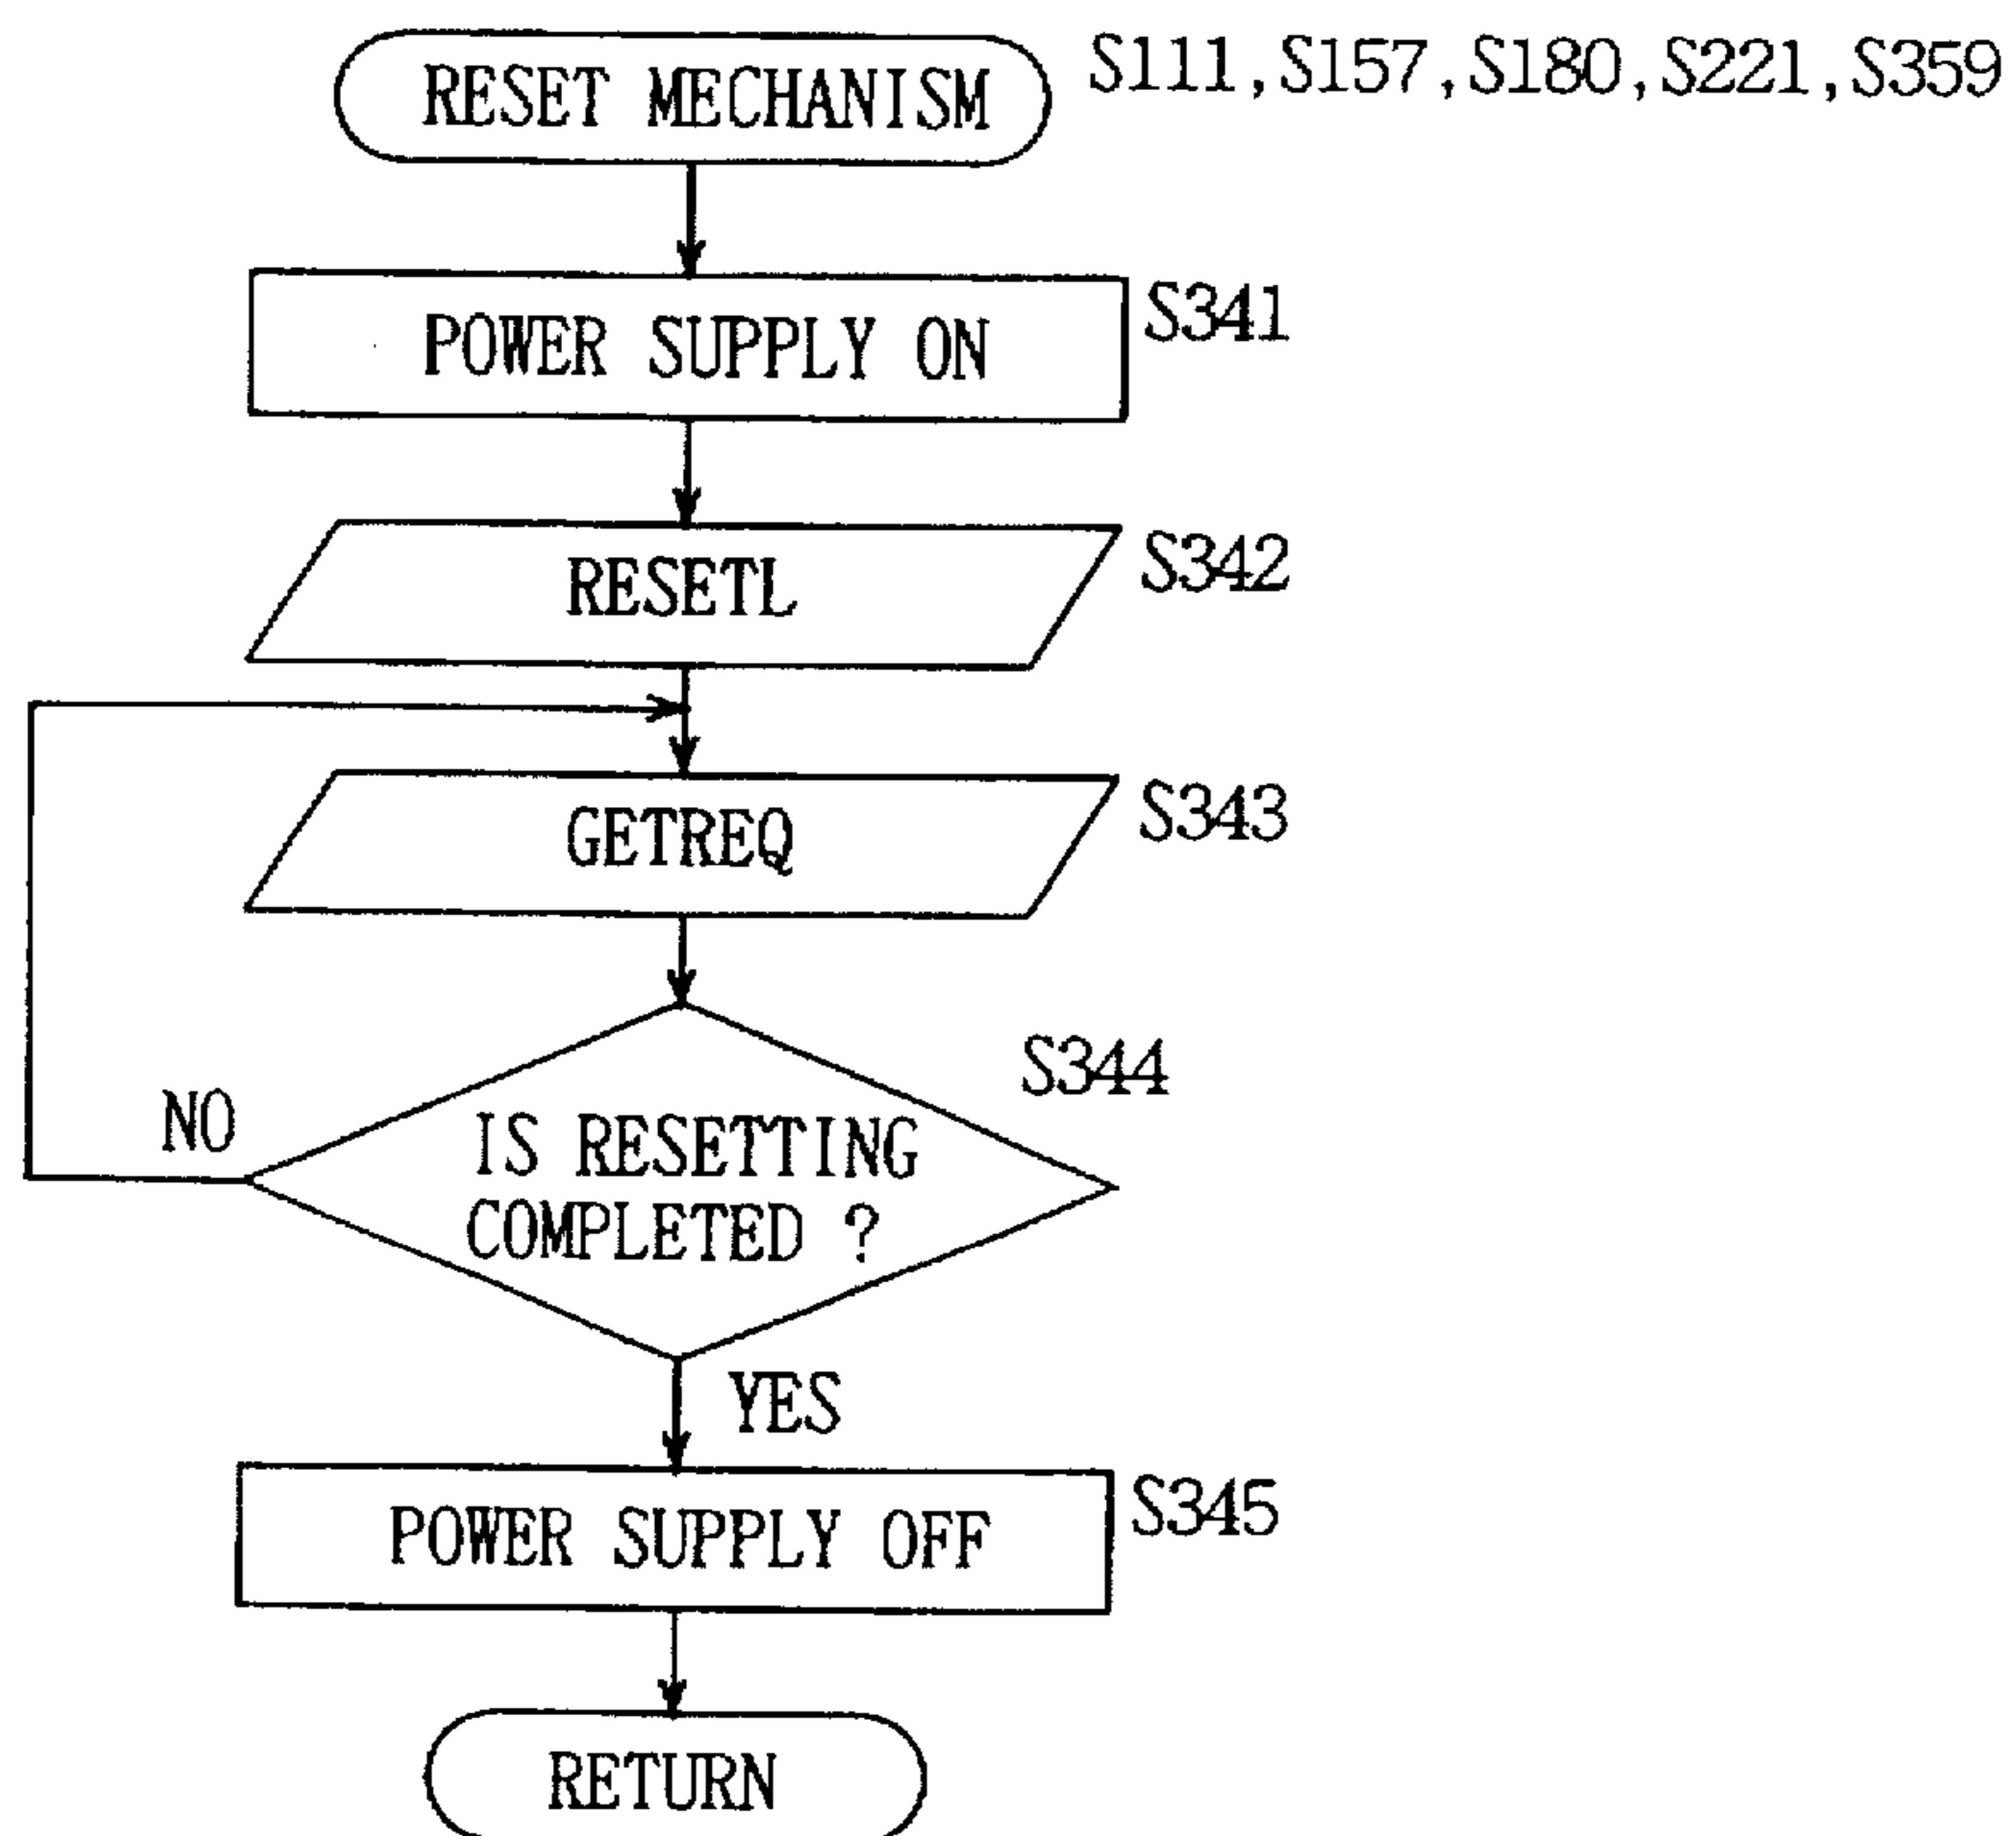 RESET MECHANISM
S111,S157,S180,S221,S359
POWER SUPPLY ON
S341
RESETL
S342
GETREQ
S343
S344
NO
IS RESETTING
COMPLETED ?
YES
POWER SUPPLY OFF
S345
RETURN